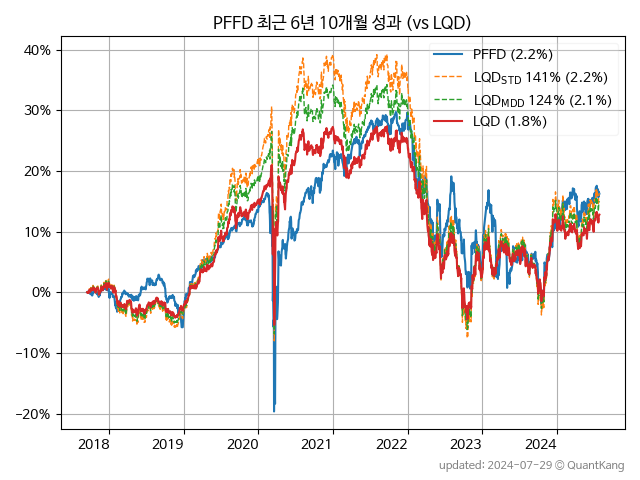 PFFD 최근 6년 10개월 성과 (vs LQD)
40%
30%
20%
10%
0%
−10%
−20%
PFFD (2.2%)
LQD_STD 141% (2.2%)
LQD_MDD 124% (2.1%)
LQD (1.8%)
2018 2019 2020 2021 2022 2023 2024
updated: 2024-07-29 © QuantKang